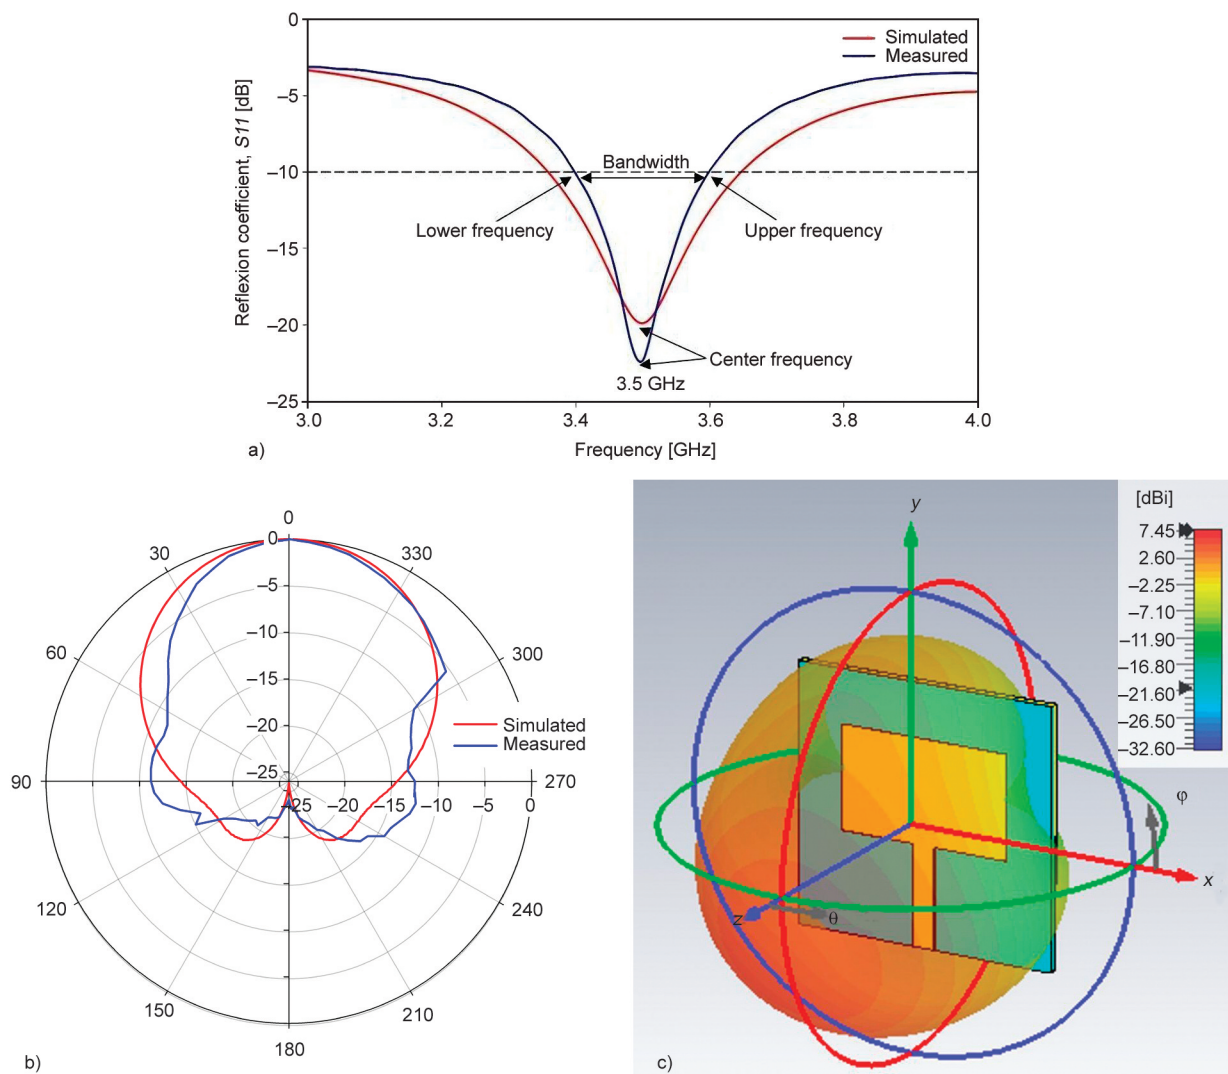 0
−5
−10
−15
−20
−25
Reflexion coefficient, S11 [dB]
Simulated
Measured
Bandwidth
Lower frequency
Upper frequency
Center frequency
3.5 GHz
3.0 3.2 3.4 3.6 3.8 4.0
Frequency [GHz]
a)
0
30
60
90
120
150
180
210
240
270
300
330
0
−5
−10
−15
−20
−25
−25 −20 −15 −10 −5 0
Simulated
Measured
b)
[dBi]
7.45
2.60
−2.25
−7.10
−11.90
−16.80
−21.60
−26.50
−32.60
y
φ
x
z
θ
c)